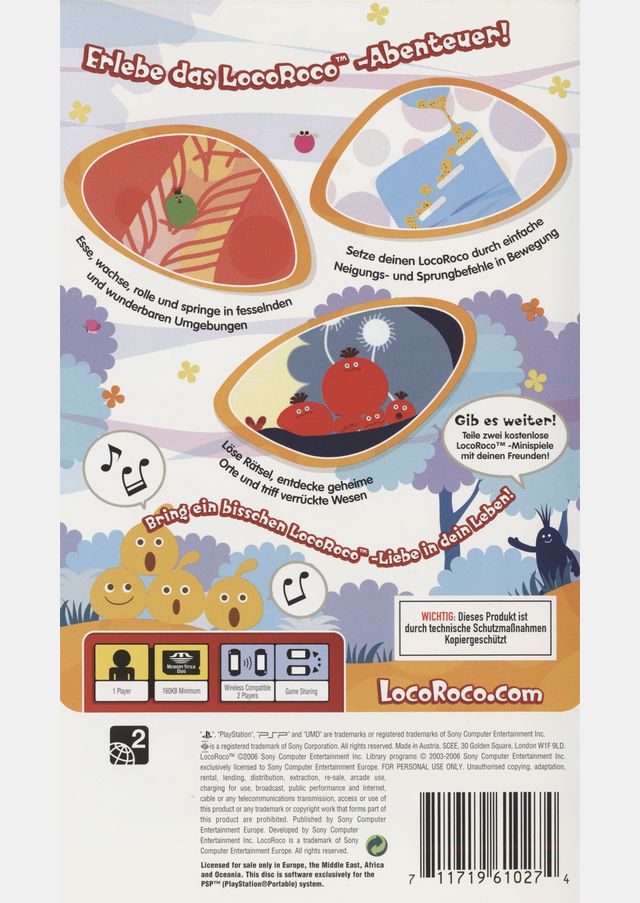 Erlebe das LocoRoco™-Abenteuer!
Setze deinen LocoRoco durch einfache
Neigungs- und Sprungbefehle in Bewegung
Esse, wachse, rolle und springe in fesselnden
und wunderbaren Umgebungen
Löse Rätsel, entdecke geheime
Orte und triff verrückte Wesen
Gib es weiter!
Teile zwei kostenlose
LocoRoco™ -Minispiele
mit deinen Freunden!
Bring ein bisschen LocoRoco™-Liebe in dein Leben!
WICHTIG: Dieses Produkt ist
durch technische Schutzmaßnahmen
Kopiergeschützt
MEMORY STICK
DUO
1 Player
160KB Minimum
Wireless Compatible
2 Players
Game Sharing
LocoRoco.com
2
"PlayStation", "PSP" and "UMD" are trademarks or registered trademarks of Sony Computer Entertainment Inc.
is a registered trademark of Sony Corporation. All rights reserved. Made in Austria. SCEE, 30 Golden Square, London W1F 9LD.
LocoRoco™ ©2006 Sony Computer Entertainment Inc. Library programs © 2003-2006 Sony Computer Entertainment Inc.
exclusively licensed to Sony Computer Entertainment Europe. FOR PERSONAL USE ONLY. Unauthorised copying, adaptation,
rental, lending, distribution, extraction, re-sale, arcade use,
charging for use, broadcast, public performance and internet,
cable or any telecommunications transmission, access or use of
this product or any trademark or copyright work that forms part of
this product are prohibited. Published by Sony Computer
Entertainment Europe. Developed by Sony Computer
Entertainment Inc. LocoRoco is a trademark of Sony
Computer Entertainment Europe. All rights reserved.
Licensed for sale only in Europe, the Middle East, Africa
and Oceania. This disc is software exclusively for the
PSP™ (PlayStation®Portable) system.
7 11719 61027 4